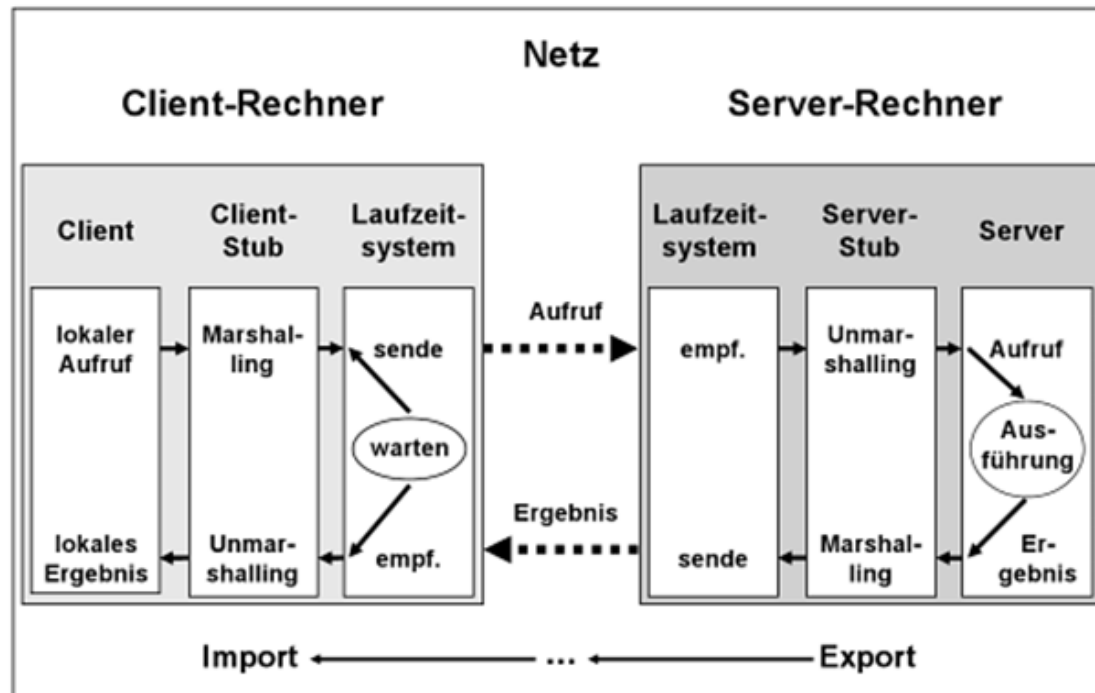 Netz
Client-Rechner
Server-Rechner
Client
Client-
Stub
Laufzeit-
system
Laufzeit-
system
Server-
Stub
Server
lokaler
Aufruf
Marshal-
ling
sende
Aufruf
empf.
Unmar-
shalling
Aufruf
warten
Aus-
führung
lokales
Ergebnis
Unmar-
shalling
empf.
Ergebnis
sende
Marshal-
ling
Er-
gebnis
Import
...
Export